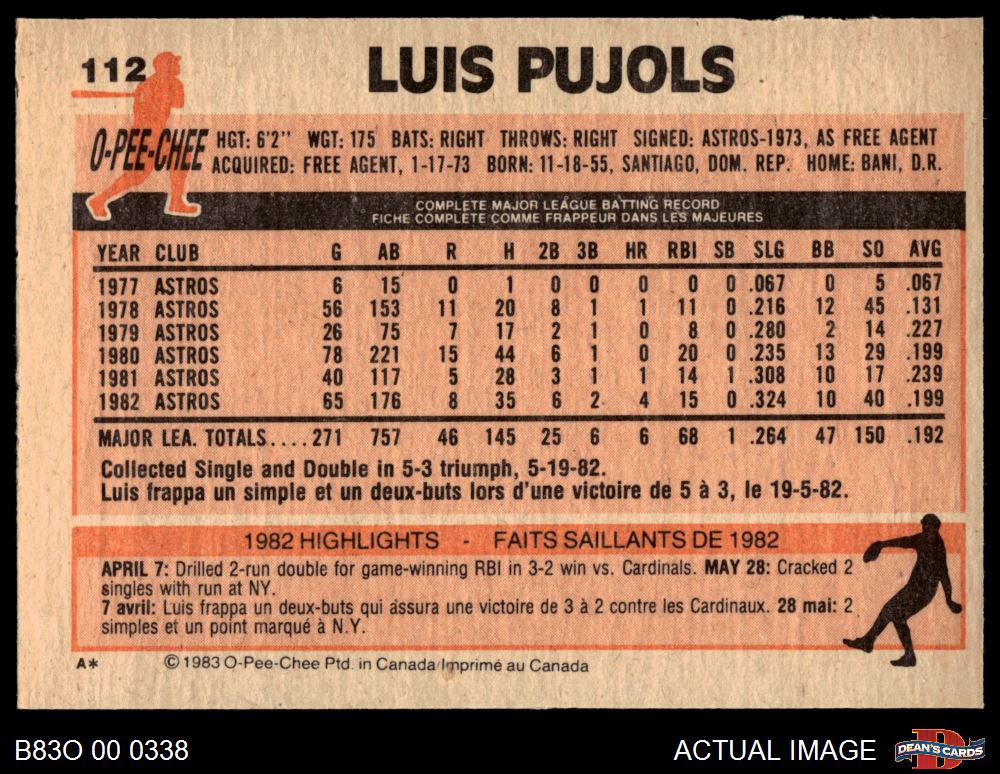 112
LUIS PUJOLS
O-PEE-CHEE
HGT: 6'2" WGT: 175 BATS: RIGHT THROWS: RIGHT SIGNED: ASTROS-1973, AS FREE AGENT
ACQUIRED: FREE AGENT, 1-17-73 BORN: 11-18-55, SANTIAGO, DOM. REP. HOME: BANI, D.R.
COMPLETE MAJOR LEAGUE BATTING RECORD
FICHE COMPLETE COMME FRAPPEUR DANS LES MAJEURES
YEAR CLUB G AB R H 2B 3B HR RBI SB SLG BB SO AVG
1977 ASTROS 6 15 0 1 0 0 0 0 0 .067 0 5 .067
1978 ASTROS 56 153 11 20 8 1 1 11 0 .216 12 45 .131
1979 ASTROS 26 75 7 17 2 1 0 8 0 .280 2 14 .227
1980 ASTROS 78 221 15 44 6 1 0 20 0 .235 13 29 .199
1981 ASTROS 40 117 5 28 3 1 1 14 1 .308 10 17 .239
1982 ASTROS 65 176 8 35 6 2 4 15 0 .324 10 40 .199
MAJOR LEA. TOTALS....271 757 46 145 25 6 6 68 1 .264 47 150 .192
Collected Single and Double in 5-3 triumph, 5-19-82.
Luis frappa un simple et un deux-buts lors d'une victoire de 5 à 3, le 19-5-82.
1982 HIGHLIGHTS - FAITS SAILLANTS DE 1982
APRIL 7: Drilled 2-run double for game-winning RBI in 3-2 win vs. Cardinals. MAY 28: Cracked 2
singles with run at NY.
7 avril: Luis frappa un deux-buts qui assura une victoire de 3 à 2 contre les Cardinaux. 28 mai: 2
simples et un point marqué à N.Y.
A* © 1983 O-Pee-Chee Ptd. in Canada/Imprimé au Canada
B83O 00 0338
ACTUAL IMAGE
DEAN'S CARDS